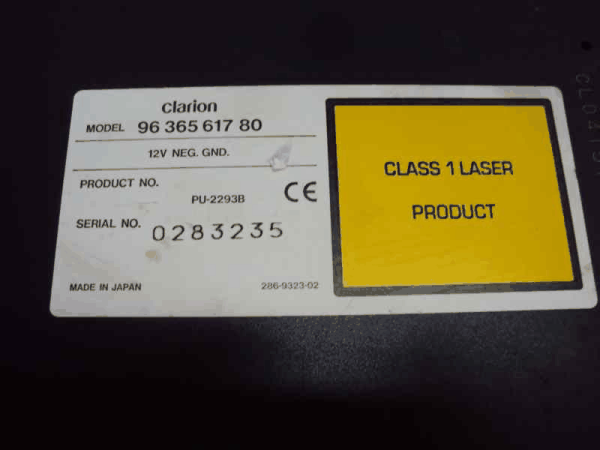 Clarion
MODEL 96 365 617 80
12V NEG. GND.
PRODUCT NO. PU-2293B
CE
SERIAL NO. 0283235
MADE IN JAPAN 286-9323-02
CLASS 1 LASER
PRODUCT